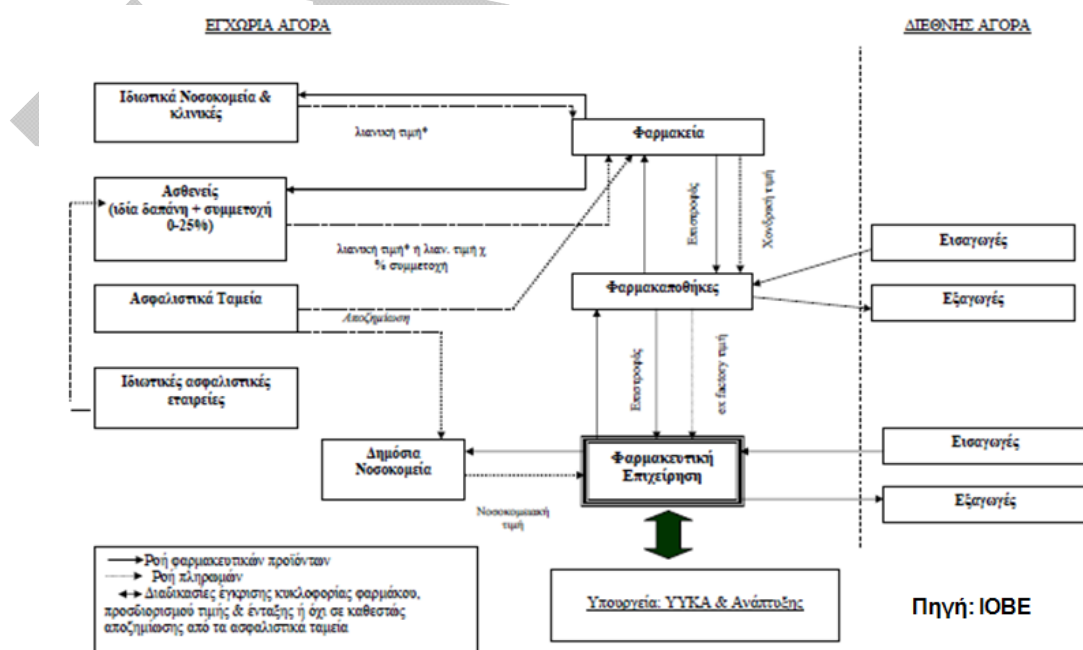 ΕΓΧΩΡΙΑ ΑΓΟΡΑ
ΔΙΕΘΝΗΣ ΑΓΟΡΑ
Ιδιωτικά Νοσοκομεία &
κλινικές
λιανική τιμή*
Φαρμακεία
Ασθενείς
(ιδία δαπάνη + συμμετοχή
0-25%)
λιανική τιμή* ή λιαν. τιμή χ
% συμμετοχή
Επιστροφές
Χονδρική τιμή
Εισαγωγές
Ασφαλιστικά Ταμεία
Φαρμακαποθήκες
Εξαγωγές
Αποζημίωση
Ιδιωτικές ασφαλιστικές
εταιρείες
Επιστροφές
ex factory τιμή
Δημόσια
Νοσοκομεία
Φαρμακευτική
Επιχείρηση
Εισαγωγές
Εξαγωγές
Νοσοκομειακή
τιμή
Ροή φαρμακευτικών προϊόντων
Ροή πληρωμών
Διαδικασίες έγκρισης κυκλοφορίας φαρμάκου,
προσδιορισμού τιμής & ένταξης ή όχι σε καθεστώς
αποζημίωσης από τα ασφαλιστικά ταμεία
Υπουργεία: ΥΥΚΑ & Ανάπτυξης
Πηγή: ΙΟΒΕ